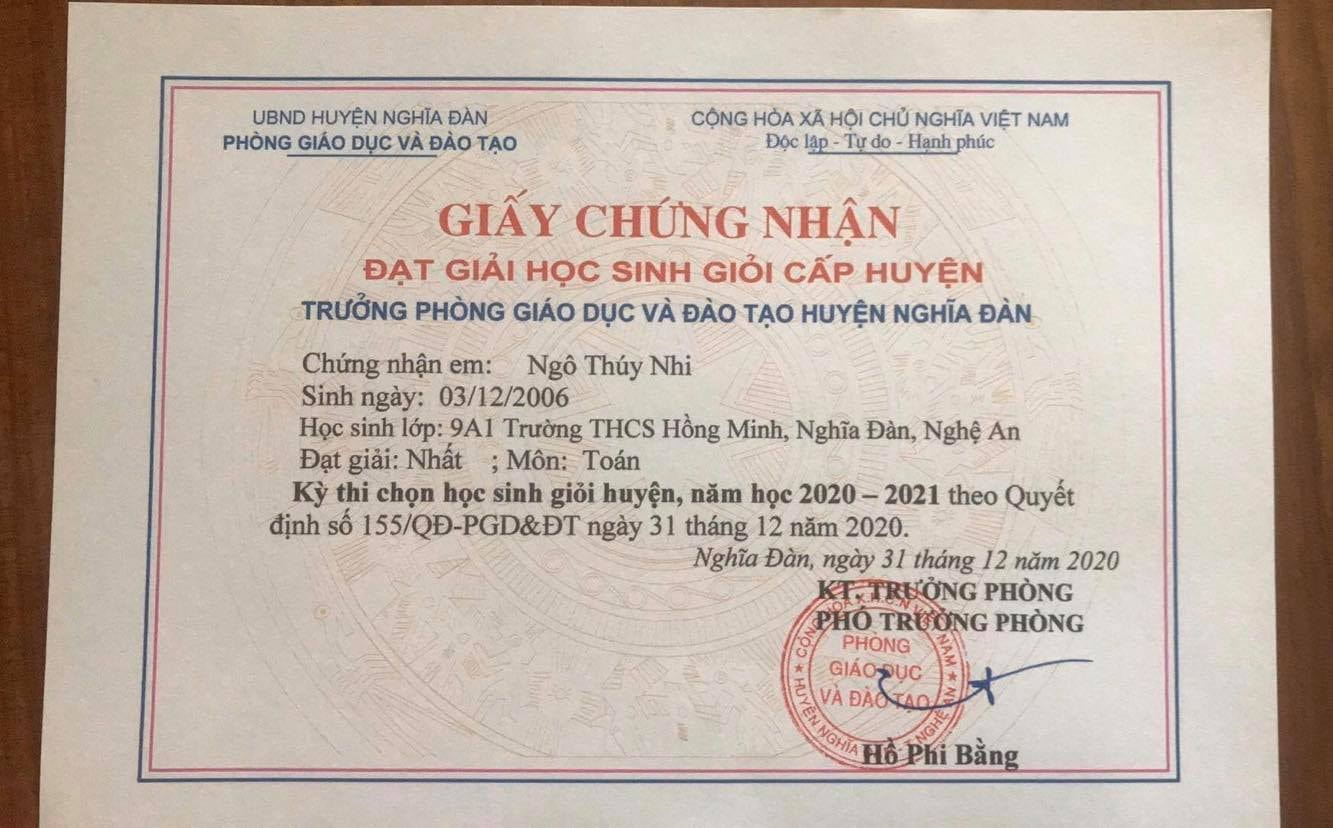 UBND HUYỆN NGHĨA ĐÀN
PHÒNG GIÁO DỤC VÀ ĐÀO TẠO
CỘNG HÒA XÃ HỘI CHỦ NGHĨA VIỆT NAM
Độc lập - Tự do - Hạnh phúc
GIẤY CHỨNG NHẬN
ĐẠT GIẢI HỌC SINH GIỎI CẤP HUYỆN
TRƯỞNG PHÒNG GIÁO DỤC VÀ ĐÀO TẠO HUYỆN NGHĨA ĐÀN
Chứng nhận em: Ngô Thúy Nhi
Sinh ngày: 03/12/2006
Học sinh lớp: 9A1 Trường THCS Hồng Minh, Nghĩa Đàn, Nghệ An
Đạt giải: Nhất ; Môn: Toán
Kỳ thi chọn học sinh giỏi huyện, năm học 2020 – 2021 theo Quyết
định số 155/QĐ-PGD&ĐT ngày 31 tháng 12 năm 2020.
Nghĩa Đàn, ngày 31 tháng 12 năm 2020
KT. TRƯỞNG PHÒNG
PHÓ TRƯỞNG PHÒNG
PHÒNG
GIÁO DỤC
VÀ ĐÀO TẠO
HUYỆN NGHĨA
NGHỆ AN
Hồ Phi Bằng